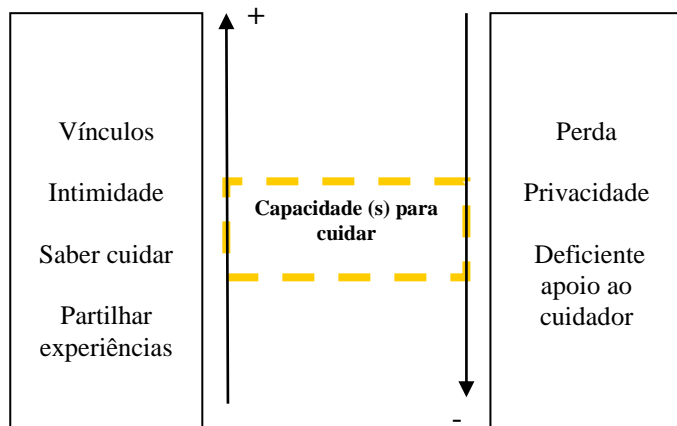 +
Vínculos
Intimidade
Saber cuidar
Partilhar
experiências
Capacidade (s) para
cuidar
Perda
Privacidade
Deficiente
apoio ao
cuidador
-